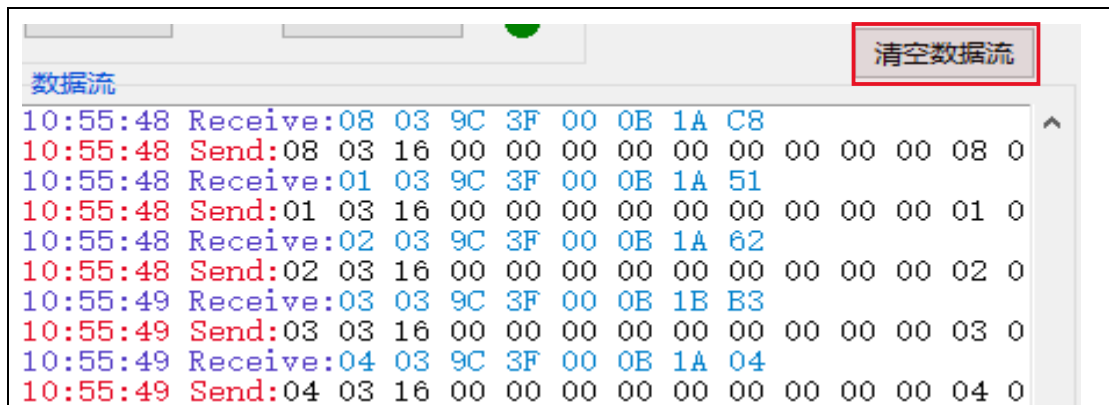 清空数据流
数据流
10:55:48 Receive:08 03 9C 3F 00 0B 1A C8
10:55:48 Send:08 03 16 00 00 00 00 00 00 00 00 00 08 0
10:55:48 Receive:01 03 9C 3F 00 0B 1A 51
10:55:48 Send:01 03 16 00 00 00 00 00 00 00 00 00 01 0
10:55:48 Receive:02 03 9C 3F 00 0B 1A 62
10:55:48 Send:02 03 16 00 00 00 00 00 00 00 00 00 02 0
10:55:49 Receive:03 03 9C 3F 00 0B 1B B3
10:55:49 Send:03 03 16 00 00 00 00 00 00 00 00 00 03 0
10:55:49 Receive:04 03 9C 3F 00 0B 1A 04
10:55:49 Send:04 03 16 00 00 00 00 00 00 00 00 00 04 0